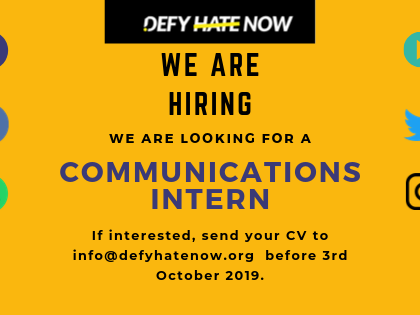 DEFY HATE NOW
WE ARE
HIRING
WE ARE LOOKING FOR A
COMMUNICATIONS
INTERN
If interested, send your CV to
info@defyhatenow.org before 3rd
October 2019.